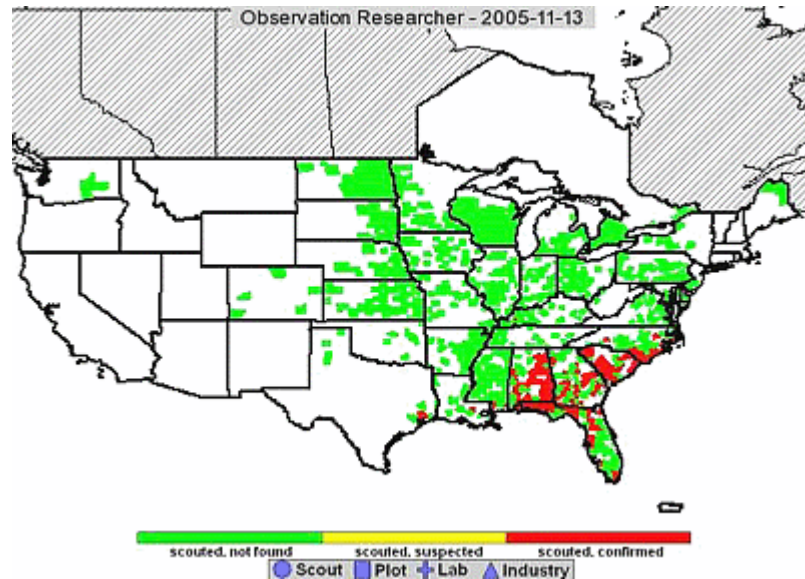 Observation Researcher - 2005-11-13
scouted, not found scouted, suspected scouted, confirmed
Scout Plot Lab Industry